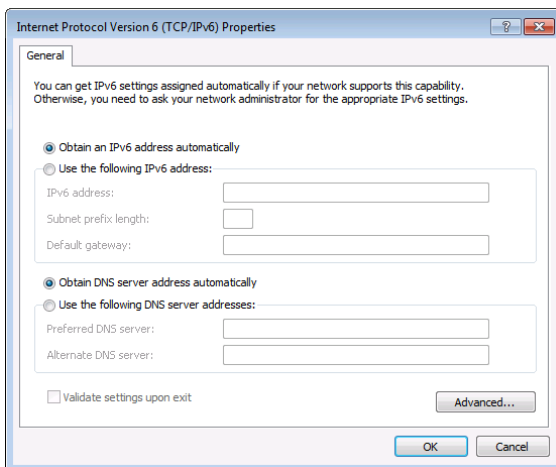 Internet Protocol Version 6 (TCP/IPv6) Properties
?
General
You can get IPv6 settings assigned automatically if your network supports this capability.
Otherwise, you need to ask your network administrator for the appropriate IPv6 settings.
Obtain an IPv6 address automatically
Use the following IPv6 address:
IPv6 address:
Subnet prefix length:
Default gateway:
Obtain DNS server address automatically
Use the following DNS server addresses:
Preferred DNS server:
Alternate DNS server:
Validate settings upon exit
Advanced...
OK Cancel